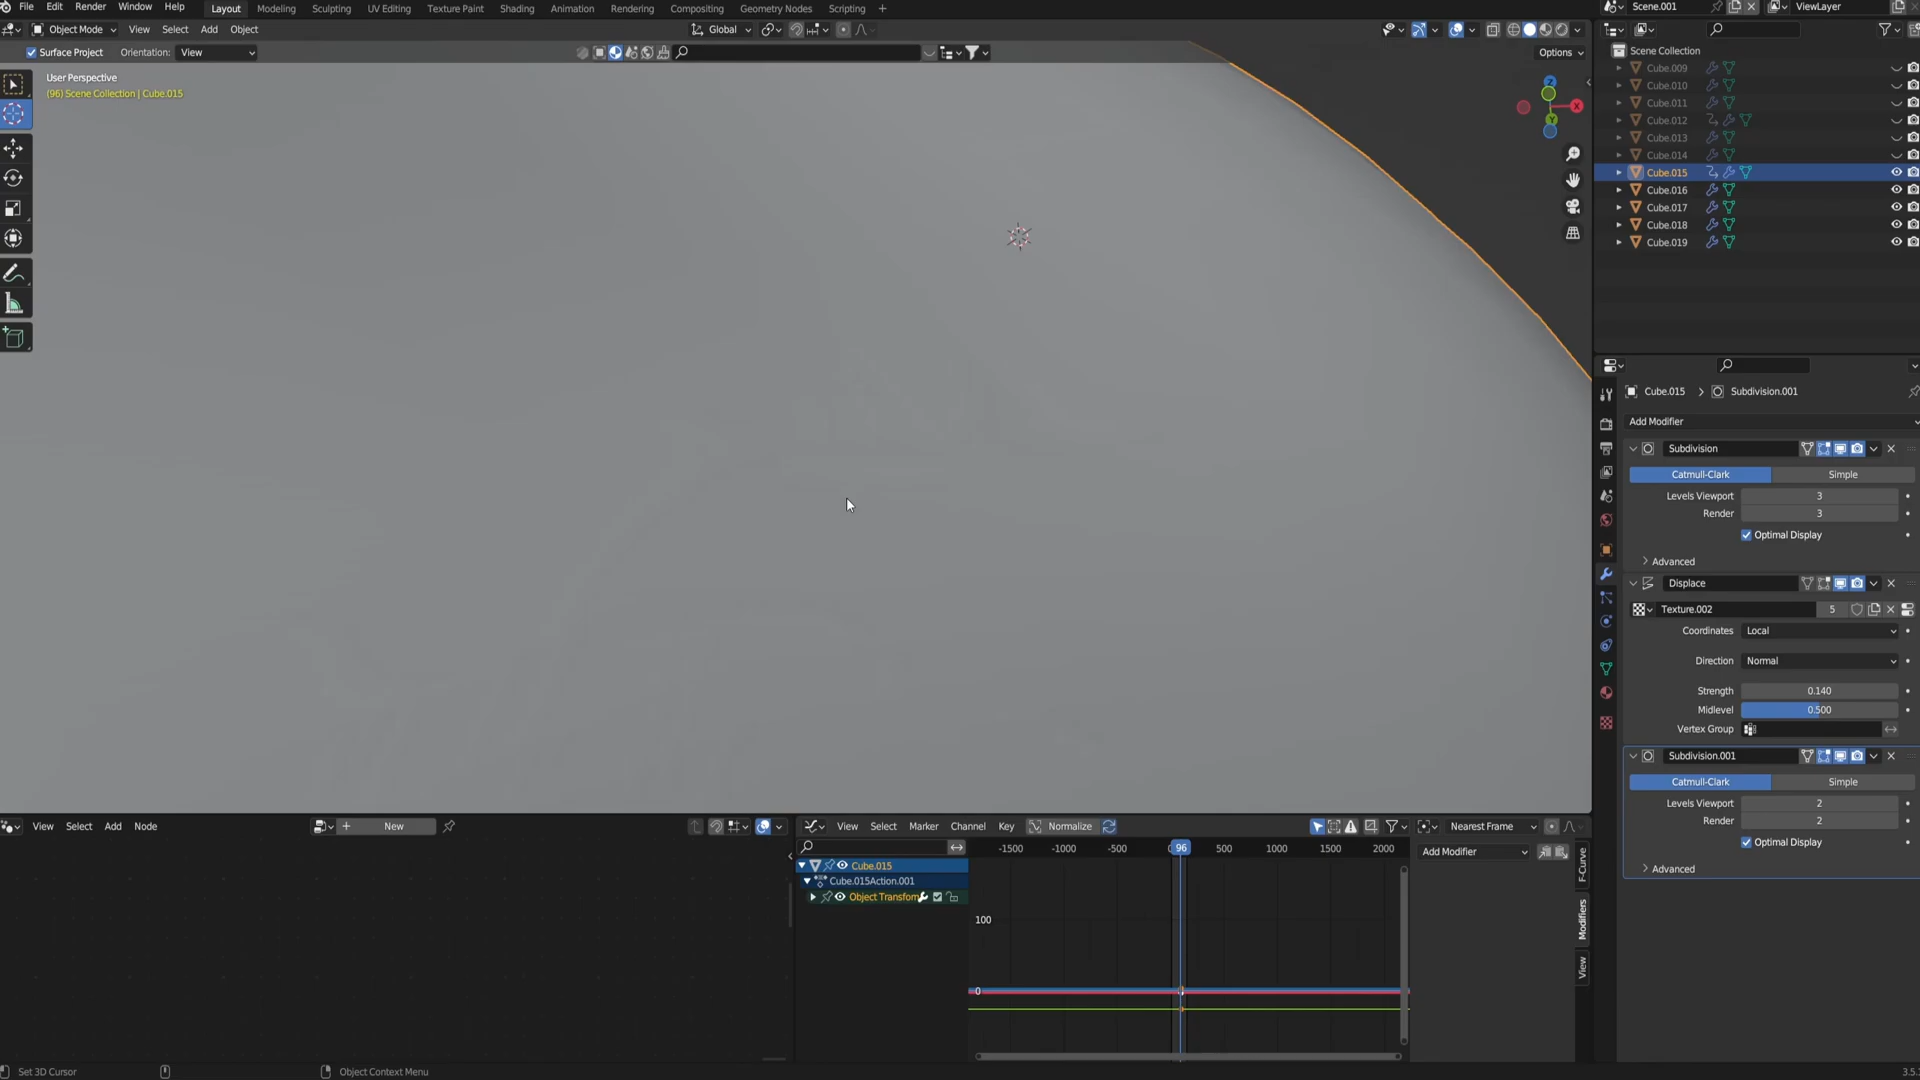 File Edit Render Window Help Layout Modeling Sculpting UV Editing Texture Paint Shading Animation Rendering Compositing Geometry Nodes Scripting + Scene.001 ViewLayer
Object Mode View Select Add Object Global
Surface Project Orientation: View Options
User Perspective
(96) Scene Collection | Cube.015
Z
X
Y
Scene Collection
Cube.009
Cube.010
Cube.011
Cube.012
Cube.013
Cube.014
Cube.015
Cube.016
Cube.017
Cube.018
Cube.019
Cube.015 > Subdivision.001
Add Modifier
Subdivision
Catmull-Clark Simple
Levels Viewport 3
Render 3
Optimal Display
Advanced
Displace
Texture.002 5
Coordinates Local
Direction Normal
Strength 0.140
Midlevel 0.500
Vertex Group
Subdivision.001
Catmull-Clark Simple
Levels Viewport 2
Render 2
Optimal Display
Advanced
View Select Add Node + New
View Select Marker Channel Key Normalize Nearest Frame
-1500 -1000 -500 96 500 1000 1500 2000
Cube.015
Cube.015Action.001
Object Transform
100
0
Add Modifier
F-Curve
Modifiers
View
Set 3D Cursor Object Context Menu